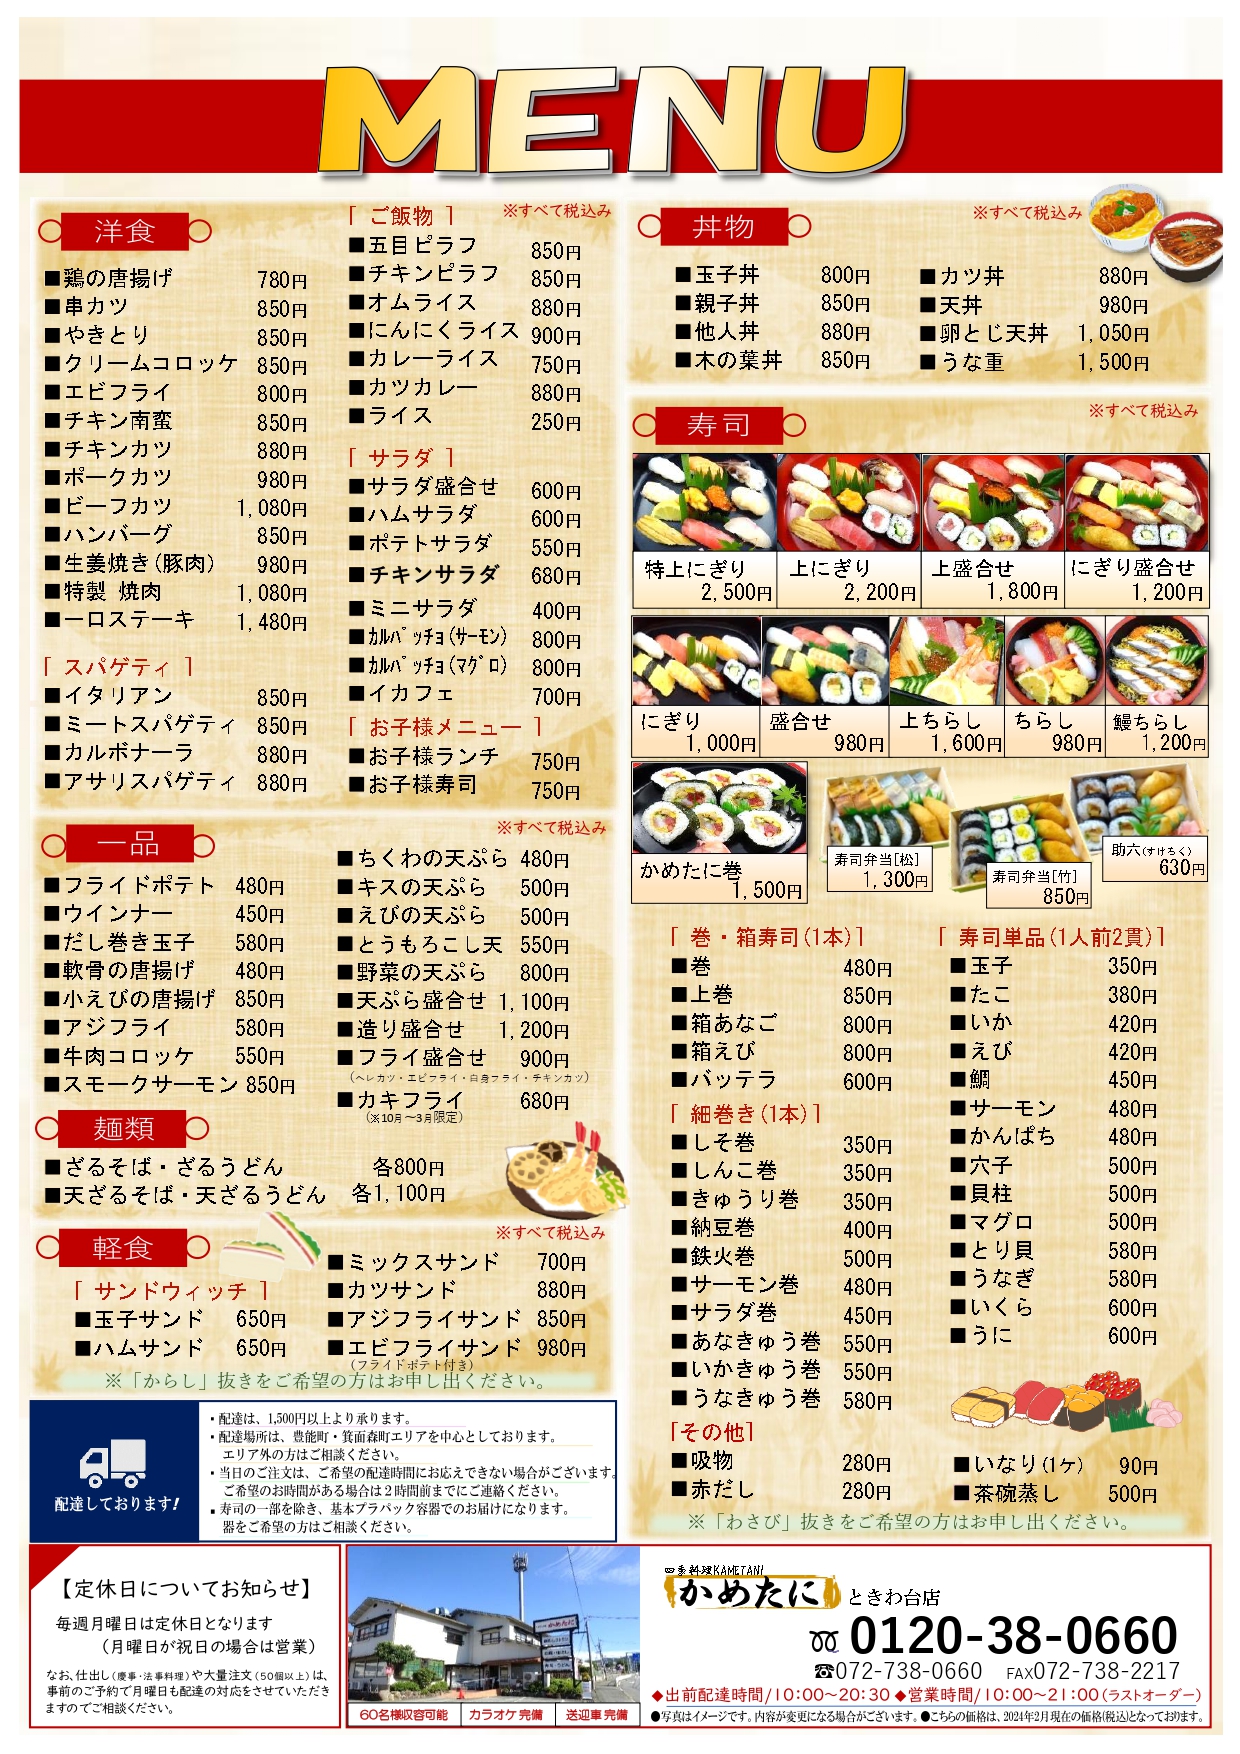 MENU
洋食
■鶏の唐揚げ 780円
■串カツ 850円
■やきとり 850円
■クリームコロッケ 850円
■エビフライ 800円
■チキン南蛮 850円
■チキンカツ 880円
■ポークカツ 980円
■ビーフカツ 1,080円
■ハンバーグ 850円
■生姜焼き(豚肉) 980円
■特製 焼肉 1,080円
■一口ステーキ 1,480円
[ スパゲティ ]
■イタリアン 850円
■ミートスパゲティ 850円
■カルボナーラ 880円
■アサリスパゲティ 880円
[ ご飯物 ] ※すべて税込み
■五目ピラフ 850円
■チキンピラフ 850円
■オムライス 880円
■にんにくライス 900円
■カレーライス 750円
■カツカレー 880円
■ライス 250円
[ サラダ ]
■サラダ盛合せ 600円
■ハムサラダ 600円
■ポテトサラダ 550円
■チキンサラダ 680円
■ミニサラダ 400円
■ｶﾙﾊﾟｯﾁｮ(ｻｰﾓﾝ) 800円
■ｶﾙﾊﾟｯﾁｮ(ﾏｸﾞﾛ) 800円
■イカフェ 700円
[ お子様メニュー ]
■お子様ランチ 750円
■お子様寿司 750円
一品
※すべて税込み
■フライドポテト 480円
■ウインナー 450円
■だし巻き玉子 580円
■軟骨の唐揚げ 480円
■小えびの唐揚げ 850円
■アジフライ 580円
■牛肉コロッケ 550円
■スモークサーモン 850円
■ちくわの天ぷら 480円
■キスの天ぷら 500円
■えびの天ぷら 500円
■とうもろこし天 550円
■野菜の天ぷら 800円
■天ぷら盛合せ 1,100円
■造り盛合せ 1,200円
■フライ盛合せ 900円
(ヘレカツ・エビフライ・白身フライ・チキンカツ)
■カキフライ 680円
(※10月～3月限定)
麺類
■ざるそば・ざるうどん 各800円
■天ざるそば・天ざるうどん 各1,100円
軽食
※すべて税込み
[ サンドウィッチ ]
■玉子サンド 650円
■ハムサンド 650円
■ミックスサンド 700円
■カツサンド 880円
■アジフライサンド 850円
■エビフライサンド 980円
(フライドポテト付き)
※「からし」抜きをご希望の方はお申し出ください。
丼物
※すべて税込み
■玉子丼 800円
■親子丼 850円
■他人丼 880円
■木の葉丼 850円
■カツ丼 880円
■天丼 980円
■卵とじ天丼 1,050円
■うな重 1,500円
寿司
※すべて税込み
特上にぎり 2,500円
上にぎり 2,200円
上盛合せ 1,800円
にぎり盛合せ 1,200円
にぎり 1,000円
盛合せ 980円
上ちらし 1,600円
ちらし 980円
鰻ちらし 1,200円
かめたに巻 1,500円
寿司弁当[松] 1,300円
寿司弁当[竹] 850円
助六(すけろく) 630円
[ 巻・箱寿司(1本)]
■巻 480円
■上巻 850円
■箱あなご 800円
■箱えび 800円
■バッテラ 600円
[ 細巻き(1本)]
■しそ巻 350円
■しんこ巻 350円
■きゅうり巻 350円
■納豆巻 400円
■鉄火巻 500円
■サーモン巻 480円
■サラダ巻 450円
■あなきゅう巻 550円
■いかきゅう巻 550円
■うなきゅう巻 580円
[その他]
■吸物 280円
■赤だし 280円
[ 寿司単品(1人前2貫)]
■玉子 350円
■たこ 380円
■いか 420円
■えび 420円
■鯛 450円
■サーモン 480円
■かんぱち 480円
■穴子 500円
■貝柱 500円
■マグロ 500円
■とり貝 580円
■うなぎ 580円
■いくら 600円
■うに 600円
■いなり(1ケ) 90円
■茶碗蒸し 500円
※「わさび」抜きをご希望の方はお申し出ください。
配達しております!
・配達は、1,500円以上より承ります。
・配達場所は、豊能町・箕面森町エリアを中心としております。
エリア外の方はご相談ください。
・当日のご注文は、ご希望の配達時間にお応えできない場合がございます。
ご希望のお時間がある場合は２時間前までにご連絡ください。
・寿司の一部を除き、基本プラパック容器でのお届けになります。
器をご希望の方はご相談ください。
【定休日についてお知らせ】
毎週月曜日は定休日となります
(月曜日が祝日の場合は営業)
なお、仕出し(慶事・法事料理)や大量注文(50個以上)は、
事前のご予約で月曜日も配達の対応をさせていただき
ますのでご相談ください。
かめたに
60名様収容可能 カラオケ完備 送迎車完備
四季料理KAMETANI
かめたに ときわ台店
0120-38-0660
☎072-738-0660 FAX072-738-2217
◆出前配達時間/10:00～20:30 ◆営業時間/10:00～21:00(ラストオーダー)
●写真はイメージです。内容が変更になる場合がございます。●こちらの価格は、2024年2月現在の価格(税込)となっております。